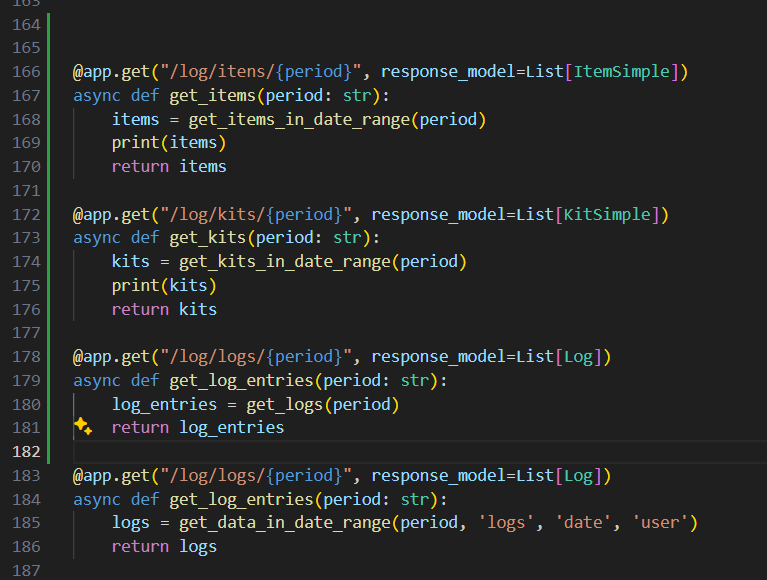 163
164
165
166 @app.get("/log/itens/{period}", response_model=List[ItemSimple])
167 async def get_items(period: str):
168     items = get_items_in_date_range(period)
169     print(items)
170     return items
171
172 @app.get("/log/kits/{period}", response_model=List[KitSimple])
173 async def get_kits(period: str):
174     kits = get_kits_in_date_range(period)
175     print(kits)
176     return kits
177
178 @app.get("/log/logs/{period}", response_model=List[Log])
179 async def get_log_entries(period: str):
180     log_entries = get_logs(period)
181     return log_entries
182
183 @app.get("/log/logs/{period}", response_model=List[Log])
184 async def get_log_entries(period: str):
185     logs = get_data_in_date_range(period, 'logs', 'date', 'user')
186     return logs
187